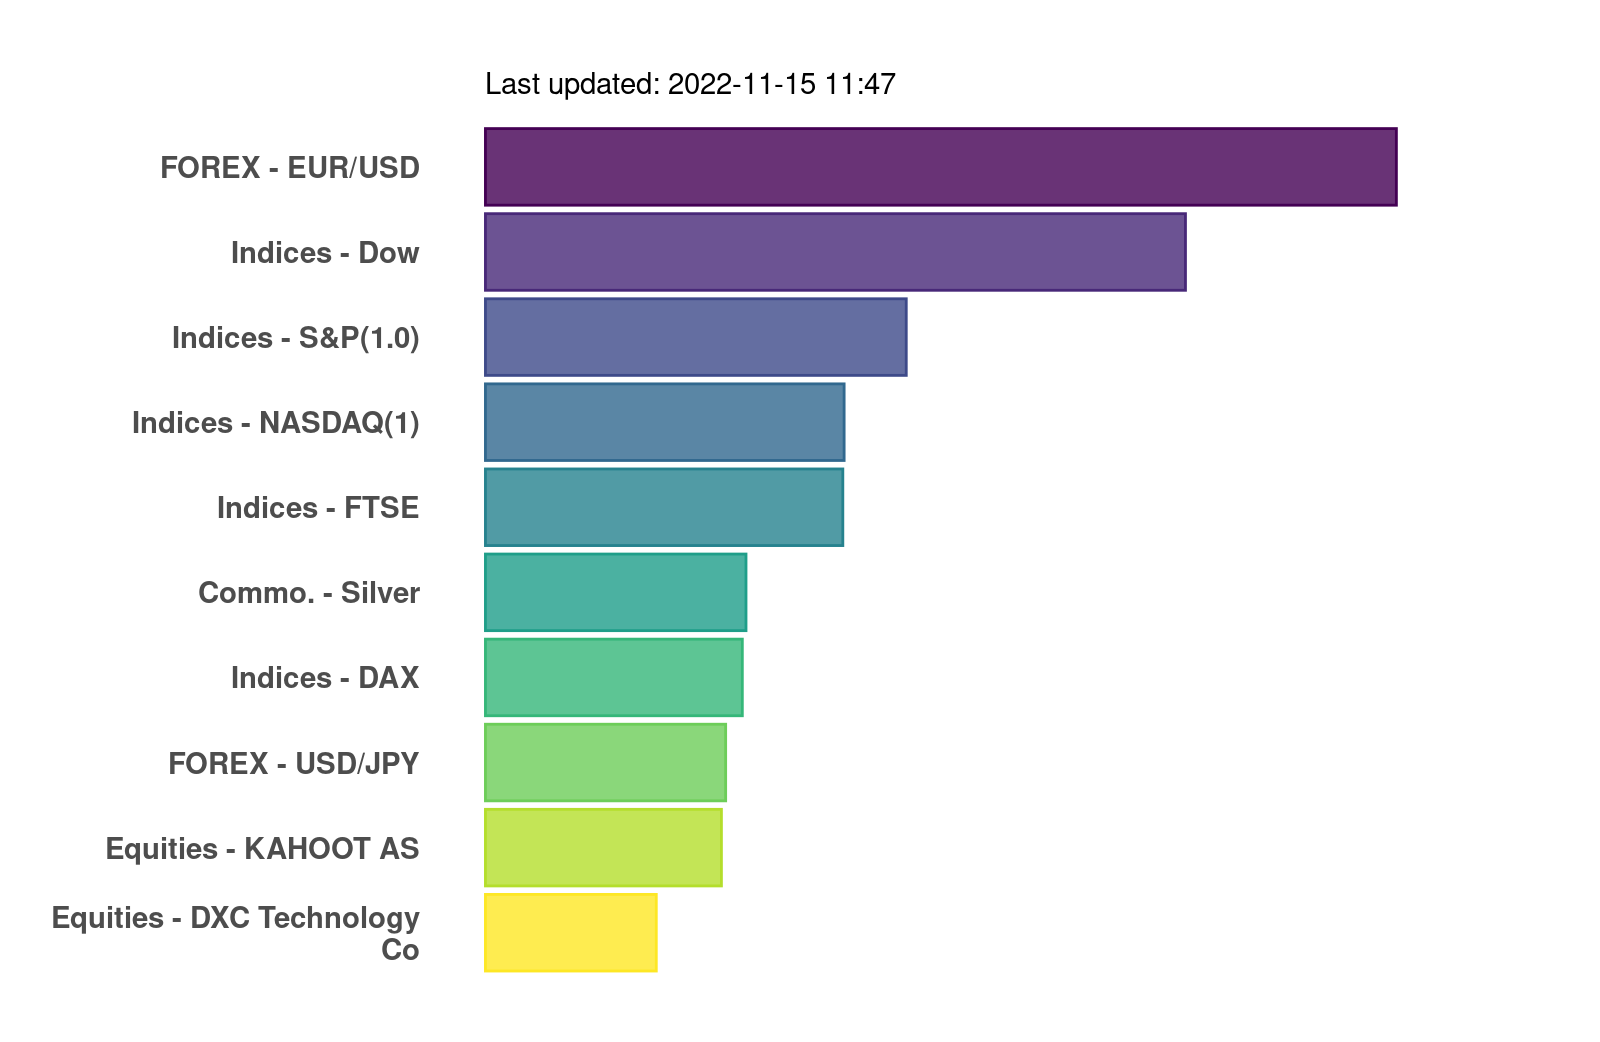 Last updated: 2022-11-15 11:47
FOREX - EUR/USD
Indices - Dow
Indices - S&P(1.0)
Indices - NASDAQ(1)
Indices - FTSE
Commo. - Silver
Indices - DAX
FOREX - USD/JPY
Equities - KAHOOT AS
Equities - DXC Technology
Co